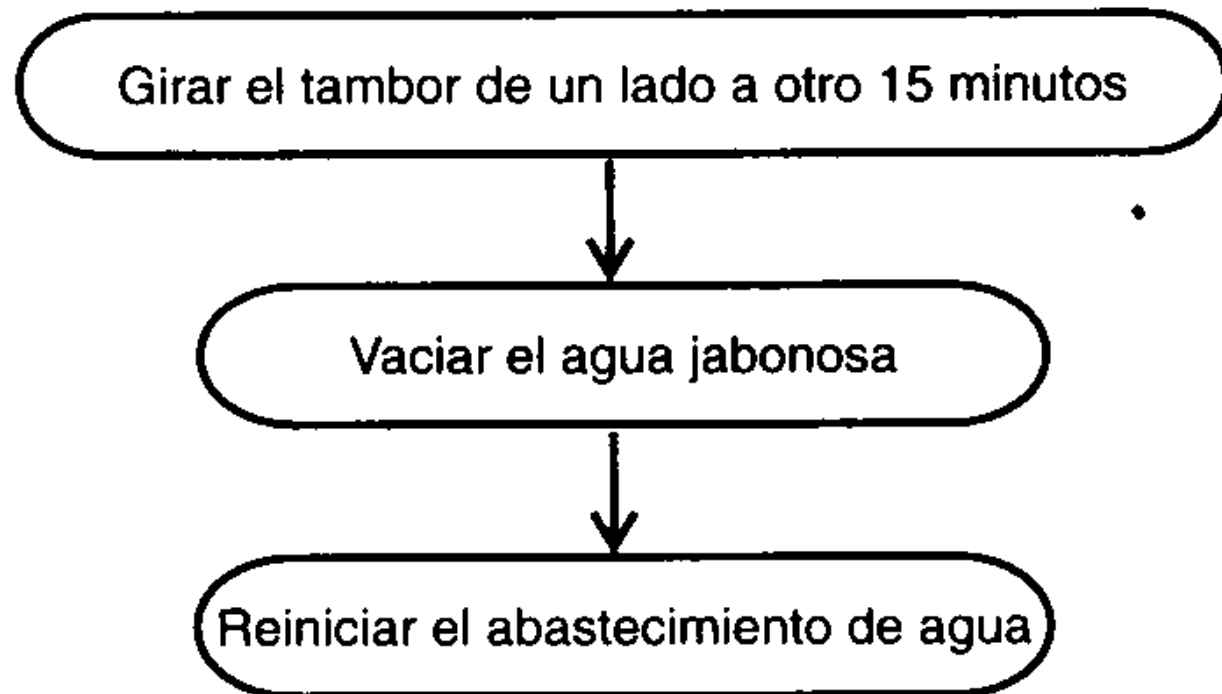 Girar el tambor de un lado a otro 15 minutos
Vaciar el agua jabonosa
Reiniciar el abastecimiento de agua